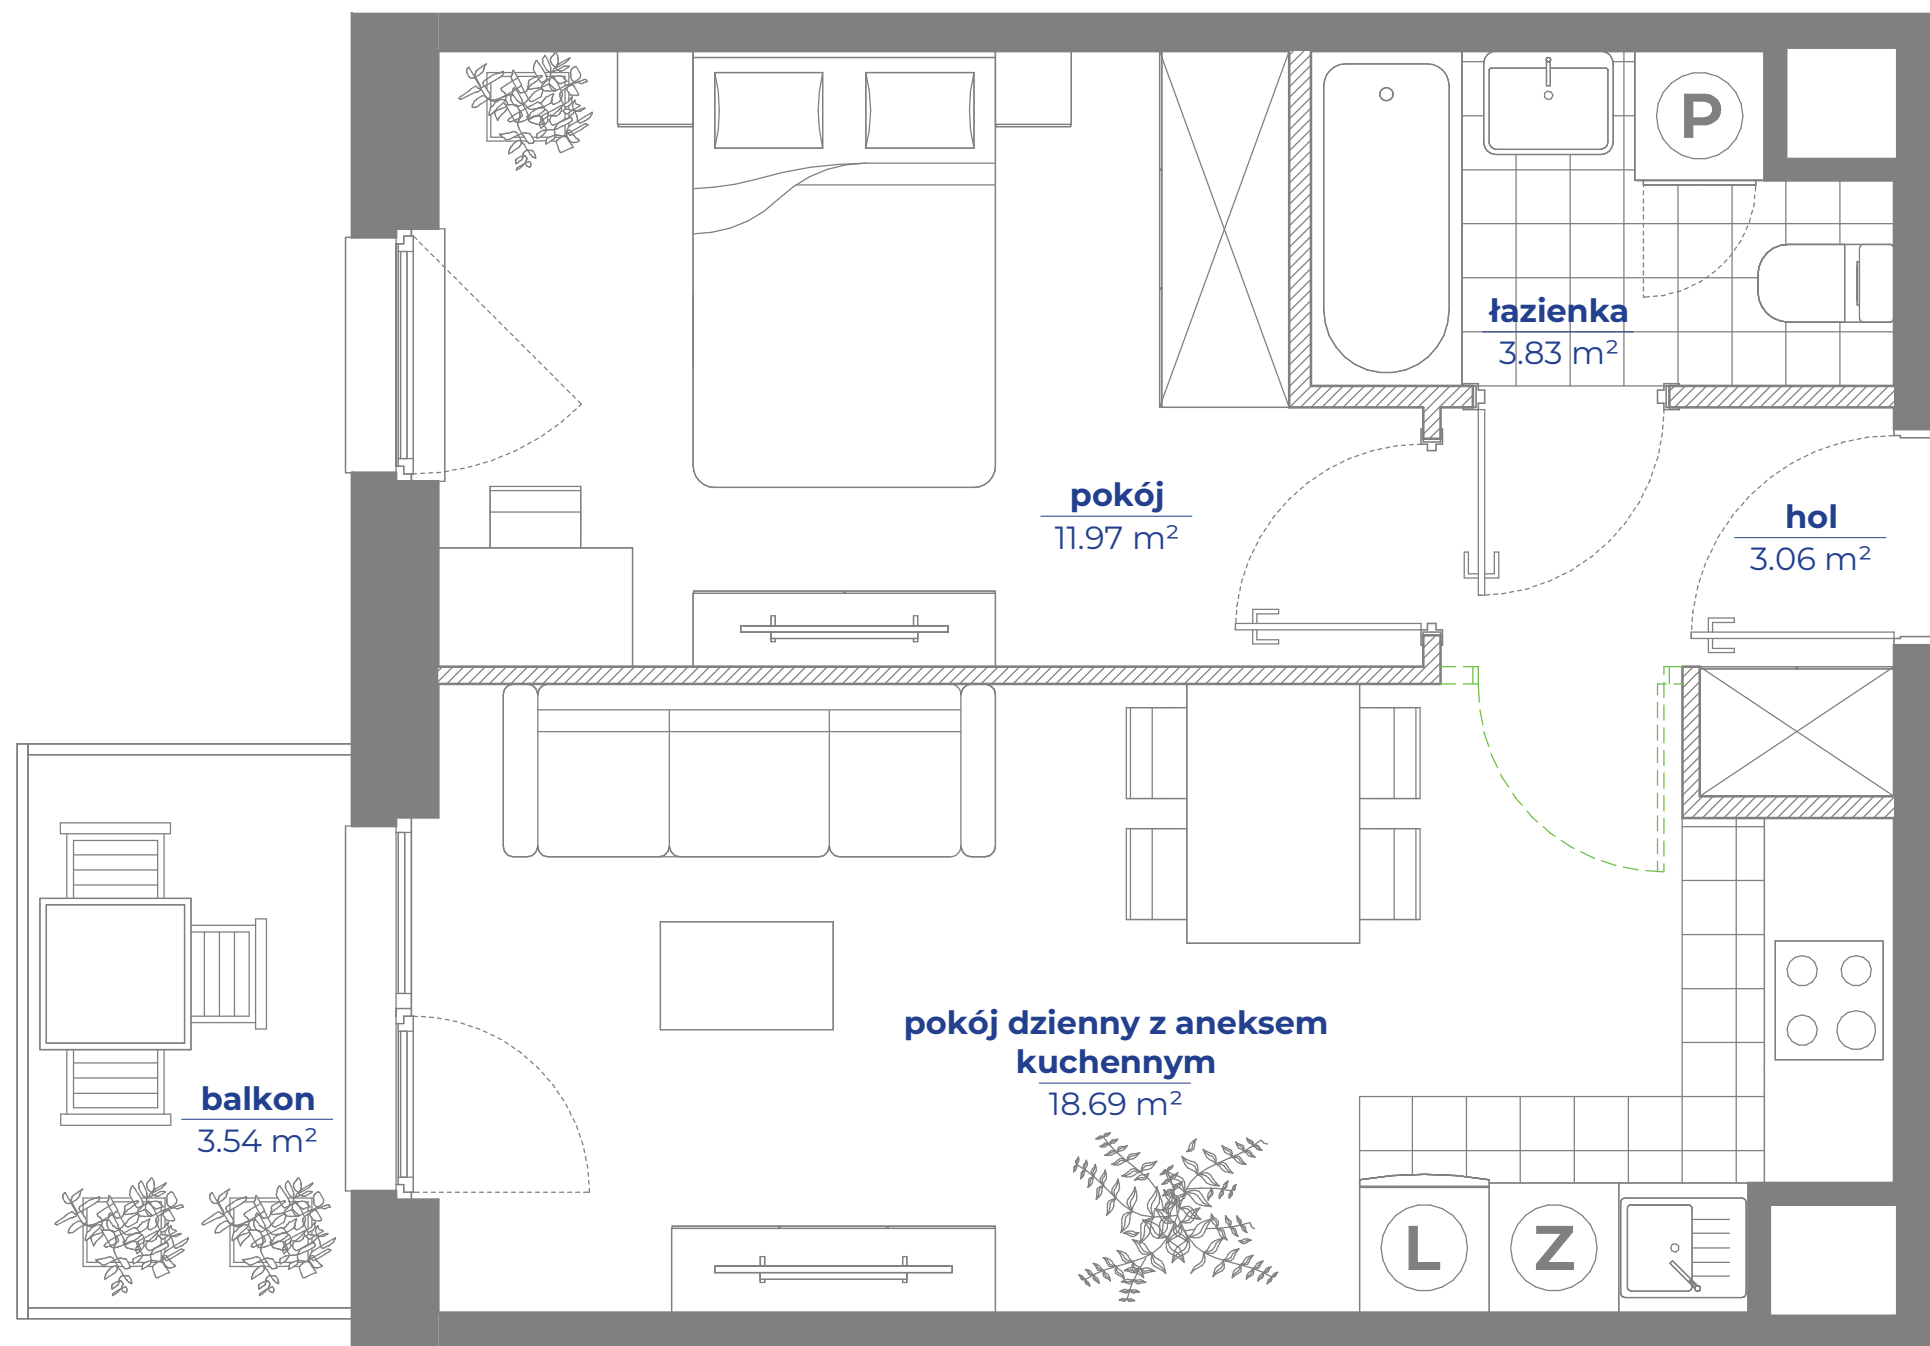 P
łazienka
3.83 m²
pokój
11.97 m²
hol
3.06 m²
pokój dzienny z aneksem
kuchennym
18.69 m²
balkon
3.54 m²
L
Z